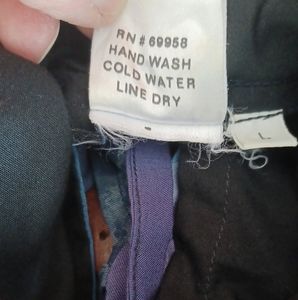 RN # 69958
HAND WASH
COLD WATER
LINE DRY
L